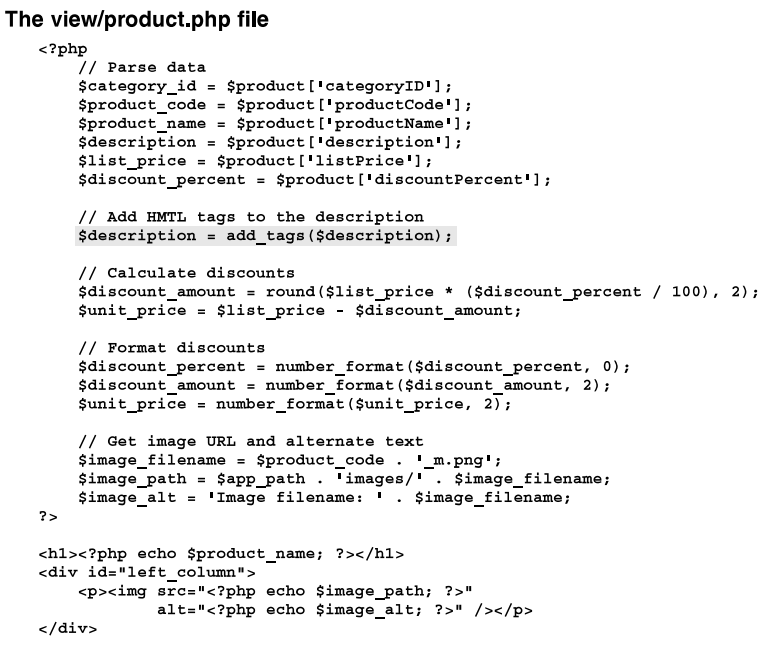 The view/product.php file
<?php
    // Parse data
    $category_id = $product['categoryID'];
    $product_code = $product['productCode'];
    $product_name = $product['productName'];
    $description = $product['description'];
    $list_price = $product['listPrice'];
    $discount_percent = $product['discountPercent'];

    // Add HMTL tags to the description
    $description = add_tags($description);

    // Calculate discounts
    $discount_amount = round($list_price * ($discount_percent / 100), 2);
    $unit_price = $list_price - $discount_amount;

    // Format discounts
    $discount_percent = number_format($discount_percent, 0);
    $discount_amount = number_format($discount_amount, 2);
    $unit_price = number_format($unit_price, 2);

    // Get image URL and alternate text
    $image_filename = $product_code . '_m.png';
    $image_path = $app_path . 'images/' . $image_filename;
    $image_alt = 'Image filename: ' . $image_filename;
?>

<h1><?php echo $product_name; ?></h1>
<div id="left_column">
    <p><img src="<?php echo $image_path; ?>"
            alt="<?php echo $image_alt; ?>" /></p>
</div>